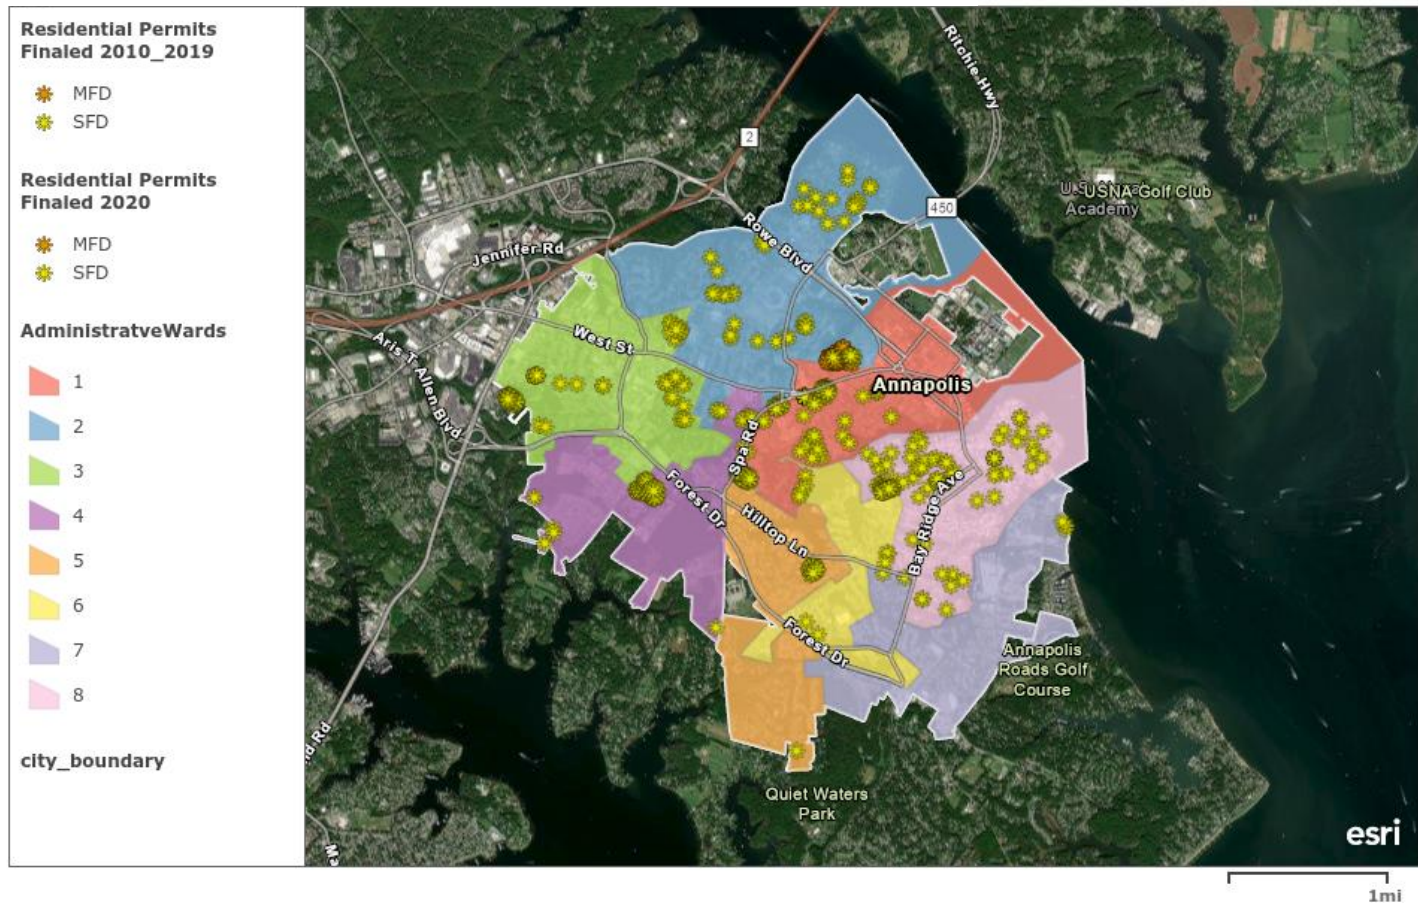 Residential Permits
Finaled 2010_2019
MFD
SFD
Residential Permits
Finaled 2020
MFD
SFD
AdministratveWards
1
2
3
4
5
6
7
8
city_boundary
Ritchie Hwy
2
USNA Golf Club
Academy
450
Rowe Blvd
Jennifer Rd
West St
Aris T Allen Blvd
Annapolis
Spa Rd
Forest Dr
Hilltop Ln
Bay Ridge Ave
Forest Dr
Annapolis
Roads Golf
Course
Quiet Waters
Park
esri
1mi